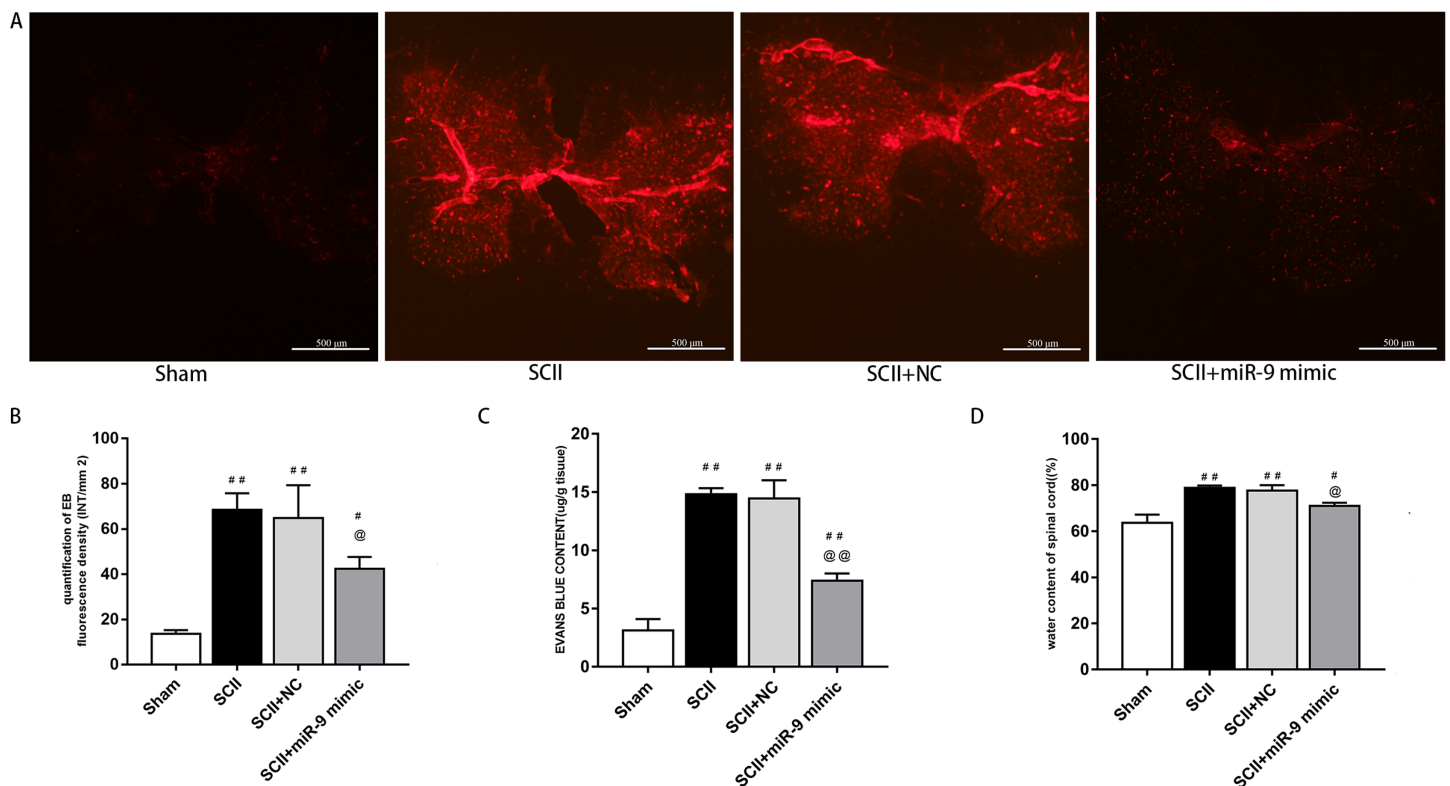 A
500 μm
500 μm
500 μm
500 μm
Sham
SCII
SCII+NC
SCII+miR-9 mimic
B
quantification of EB
fluorescence density (INT/mm 2)
100
80
60
40
20
0
# #
# #
#
@
Sham
SCII
SCII+NC
SCII+miR-9 mimic
C
EVANS BLUE CONTENT(ug/g tisuue)
20
15
10
5
0
# #
# #
# #
@@
Sham
SCII
SCII+NC
SCII+miR-9 mimic
D
water content of spinal cord((%)
100
80
60
40
20
0
# #
# #
#
@
Sham
SCII
SCII+NC
SCII+miR-9 mimic